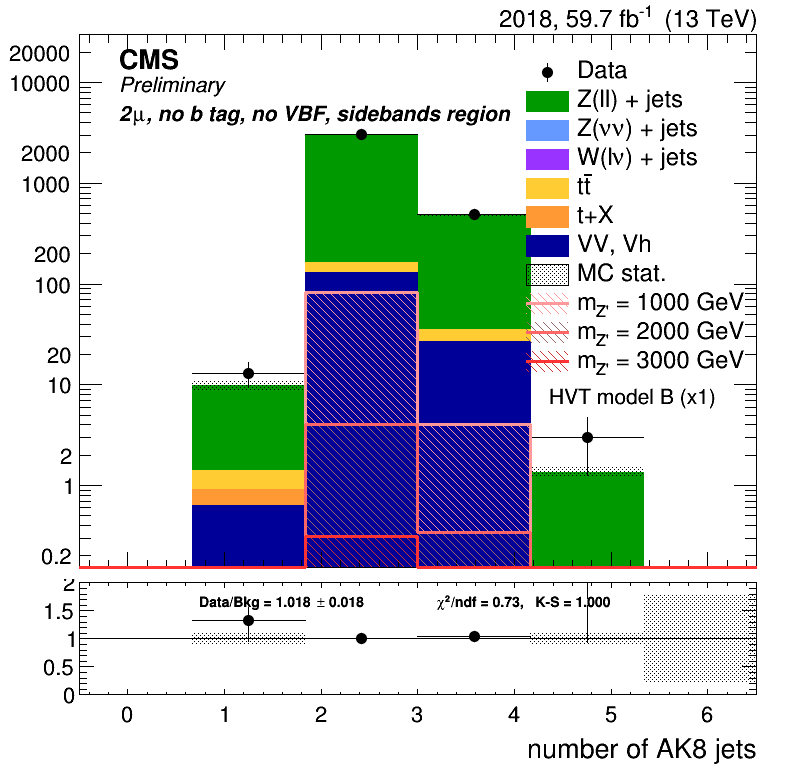 2018, 59.7 fb⁻¹ (13 TeV)
CMS
Preliminary
2μ, no b tag, no VBF, sidebands region
Data
Z(ll) + jets
Z(νν) + jets
W(lν) + jets
tt̄
t+X
VV, Vh
MC stat.
m_Z' = 1000 GeV
m_Z' = 2000 GeV
m_Z' = 3000 GeV
HVT model B (x1)
20000
10000
2000
1000
200
100
20
10
2
1
0.2
Data/Bkg = 1.018 ± 0.018 χ²/ndf = 0.73, K-S = 1.000
2
1.5
1
0.5
0
0 1 2 3 4 5 6
number of AK8 jets